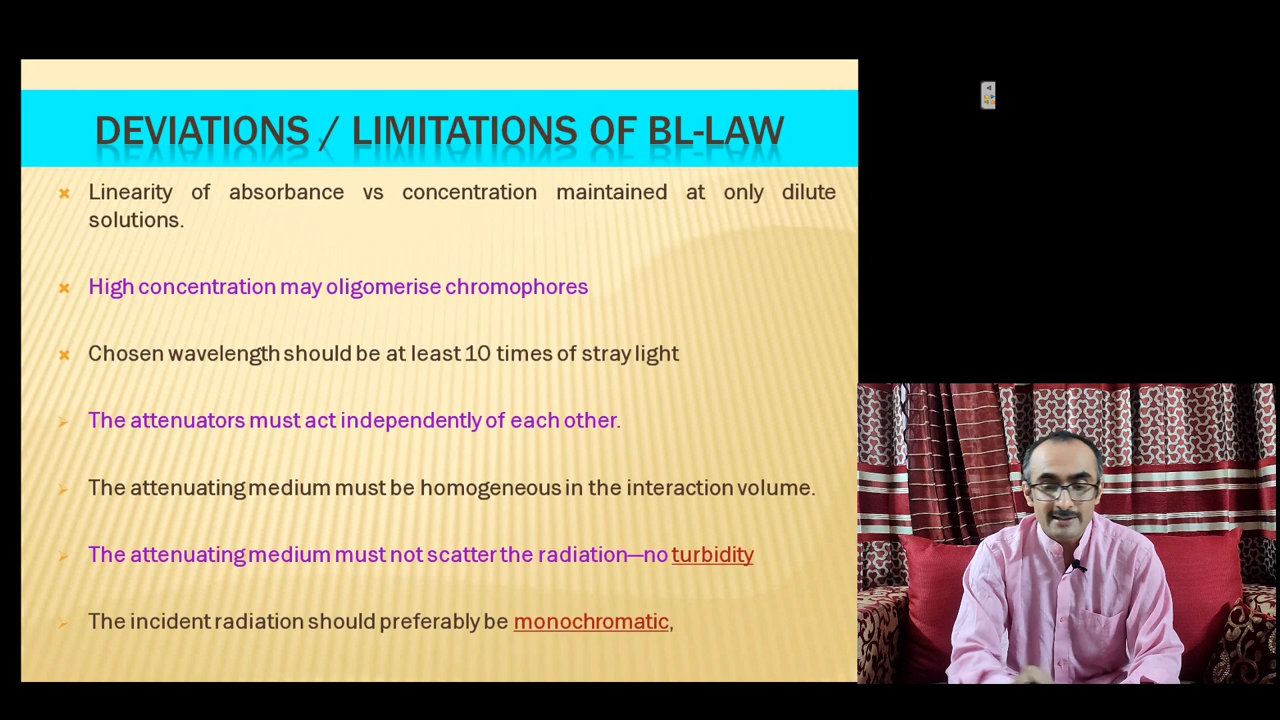 DEVIATIONS / LIMITATIONS OF BL-LAW
Linearity of absorbance vs concentration maintained at only dilute
solutions.
High concentration may oligomerise chromophores
Chosen wavelength should be at least 10 times of stray light
The attenuators must act independently of each other.
The attenuating medium must be homogeneous in the interaction volume.
The attenuating medium must not scatter the radiation—no turbidity
The incident radiation should preferably be monochromatic,